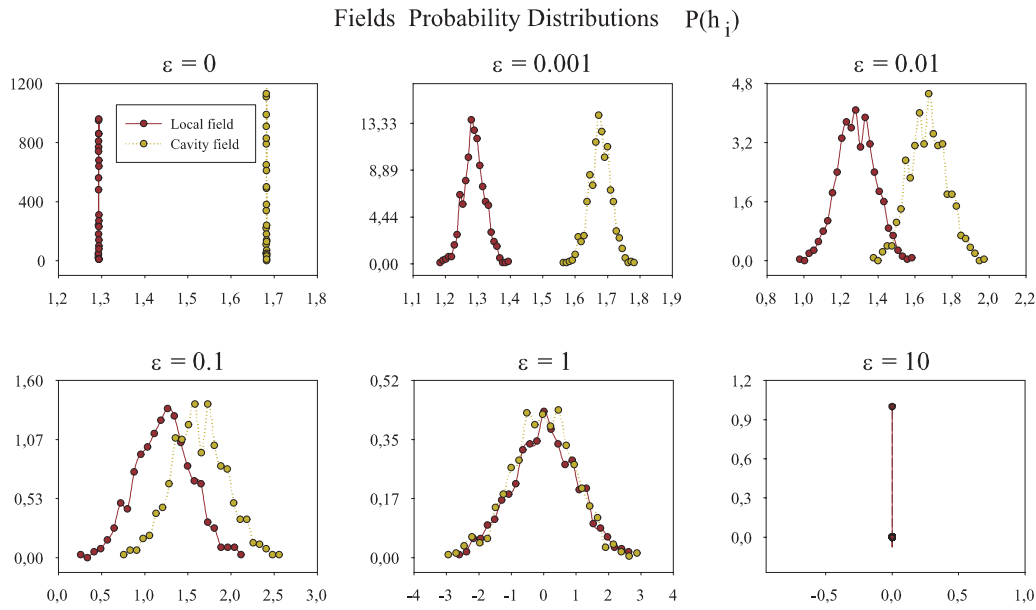 Fields Probability Distributions P(h i)
ε = 0
ε = 0.001
ε = 0.01
1200
1000
800
600
400
200
0
Local field
Cavity field
1,2 1,3 1,4 1,5 1,6 1,7 1,8
13,33
8,89
4,44
0,00
1,1 1,2 1,3 1,4 1,5 1,6 1,7 1,8 1,9
4,8
3,2
1,6
0,0
0,8 1,0 1,2 1,4 1,6 1,8 2,0 2,2
ε = 0.1
ε = 1
ε = 10
1,60
1,07
0,53
0,00
0,0 0,5 1,0 1,5 2,0 2,5 3,0
0,52
0,35
0,17
0,00
-4 -3 -2 -1 0 1 2 3 4
1,2
0,9
0,6
0,3
0,0
-0,5 0,0 0,5 1,0